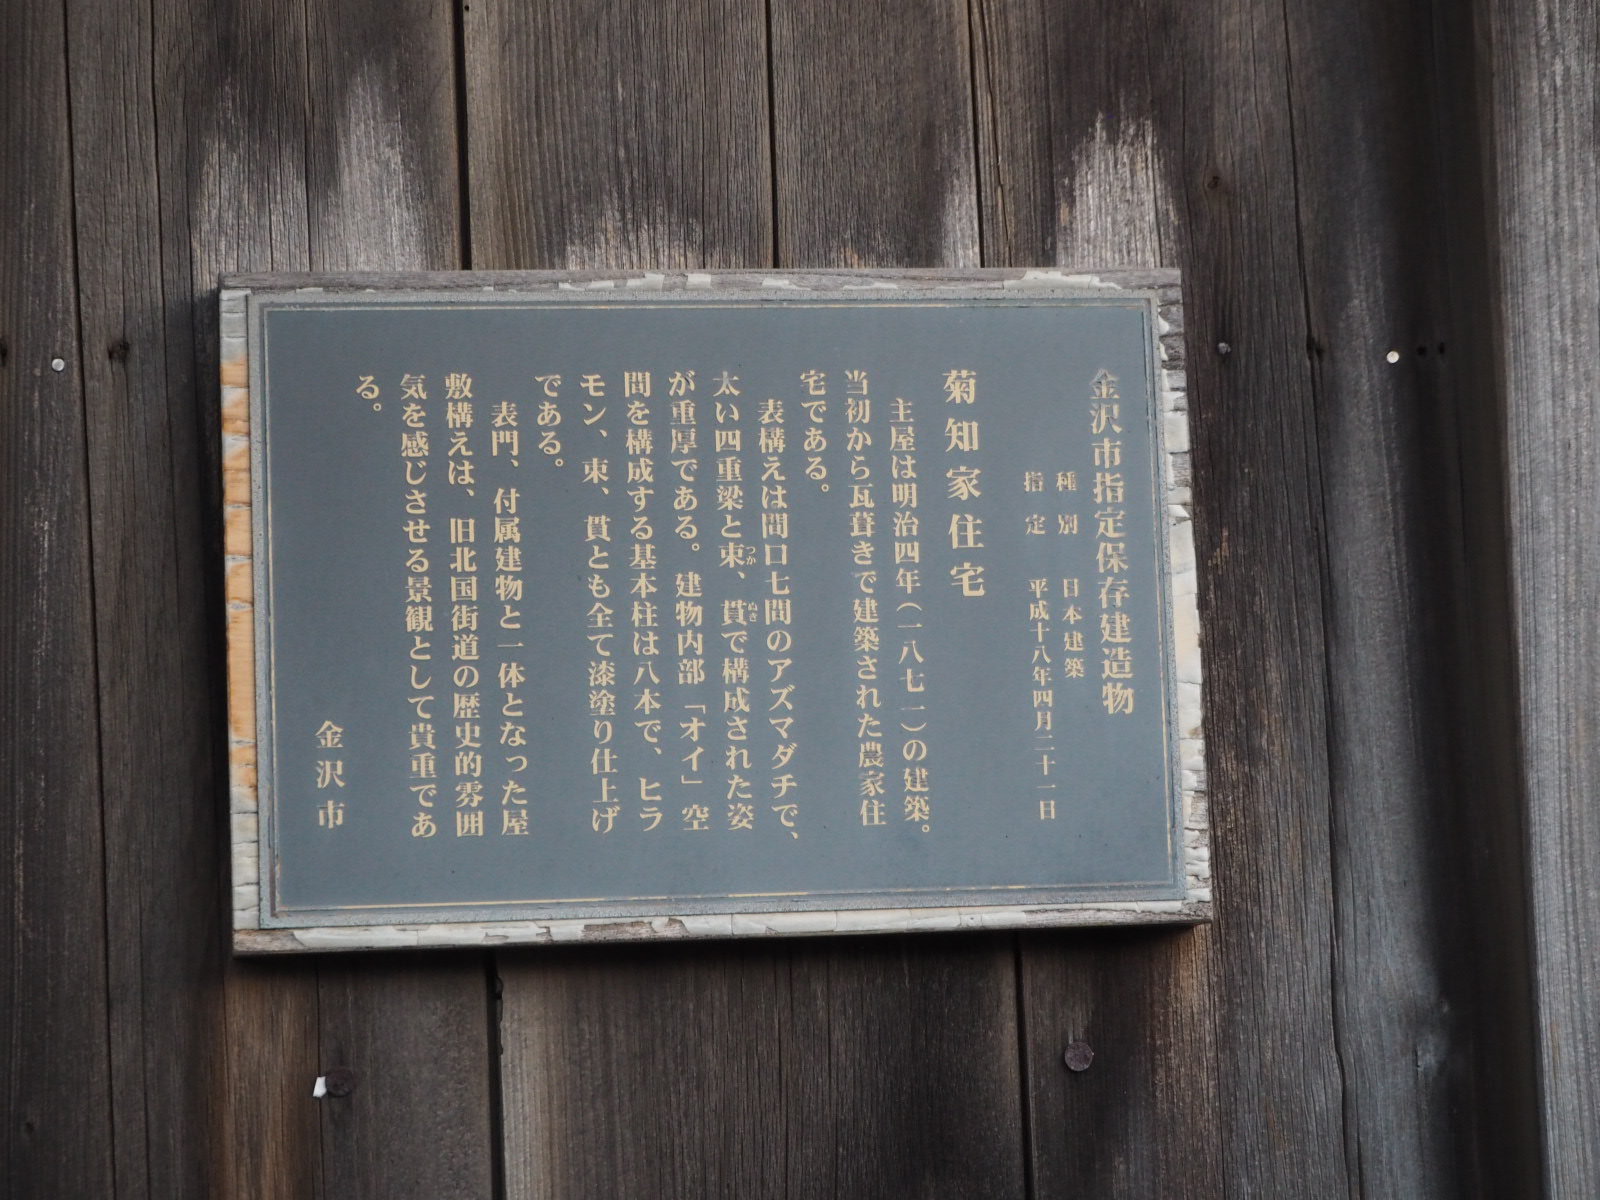 金沢市指定保存建造物
種別 日本建築
指定 平成十八年四月二十一日
菊知家住宅
主屋は明治四年(一八七一)の建築。
当初から瓦葺きで建築された農家住
宅である。
表構えは間口七間のアズマダチで、
太い四重梁と束、貫で構成された姿
つか ぬき
が重厚である。建物内部「オイ」空
間を構成する基本柱は八本で、ヒラ
モン、束、貫とも全て漆塗り仕上げ
である。
表門、付属建物と一体となった屋
敷構えは、旧北国街道の歴史的雰囲
気を感じさせる景観として貴重であ
る。
金沢市